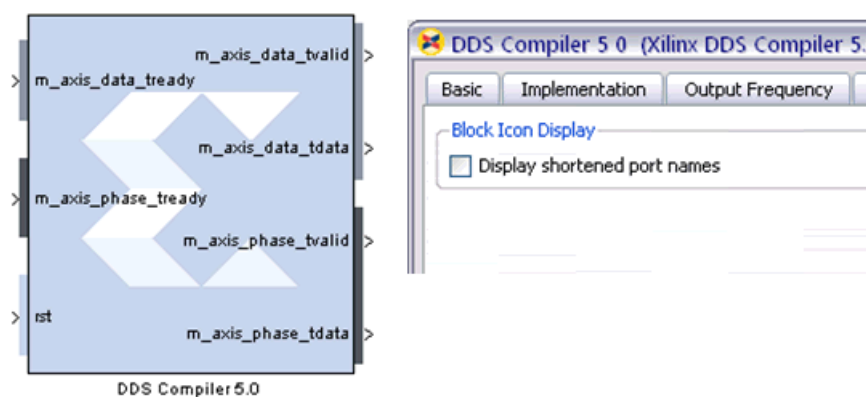 m_axis_data_tvalid
m_axis_data_tready
m_axis_data_tdata
m_axis_phase_tready
m_axis_phase_tvalid
rst
m_axis_phase_tdata
DDS Compiler 5.0
DDS Compiler 5 0 (Xilinx DDS Compiler 5.
Basic Implementation Output Frequency
Block Icon Display
Display shortened port names